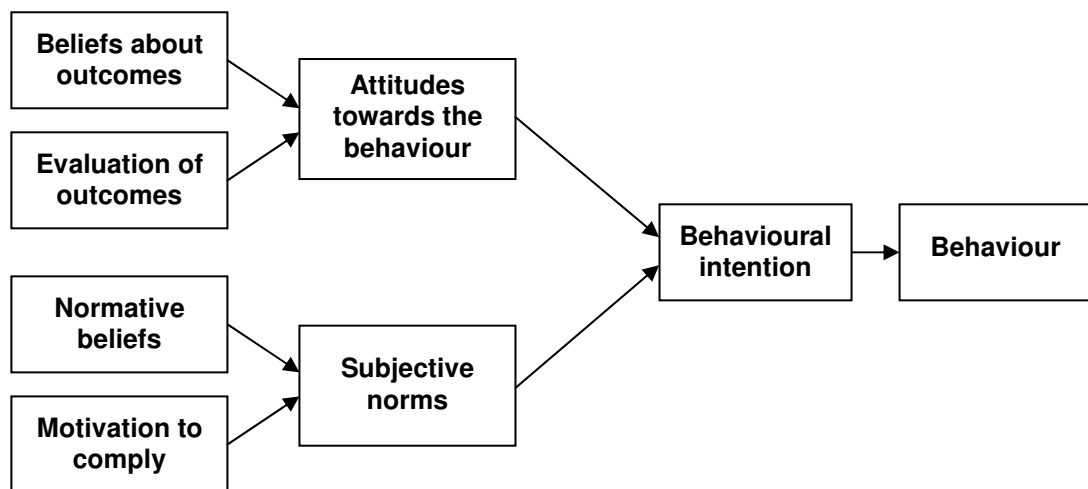 Beliefs about
outcomes
Evaluation of
outcomes
Attitudes
towards the
behaviour
Normative
beliefs
Motivation to
comply
Subjective
norms
Behavioural
intention
Behaviour